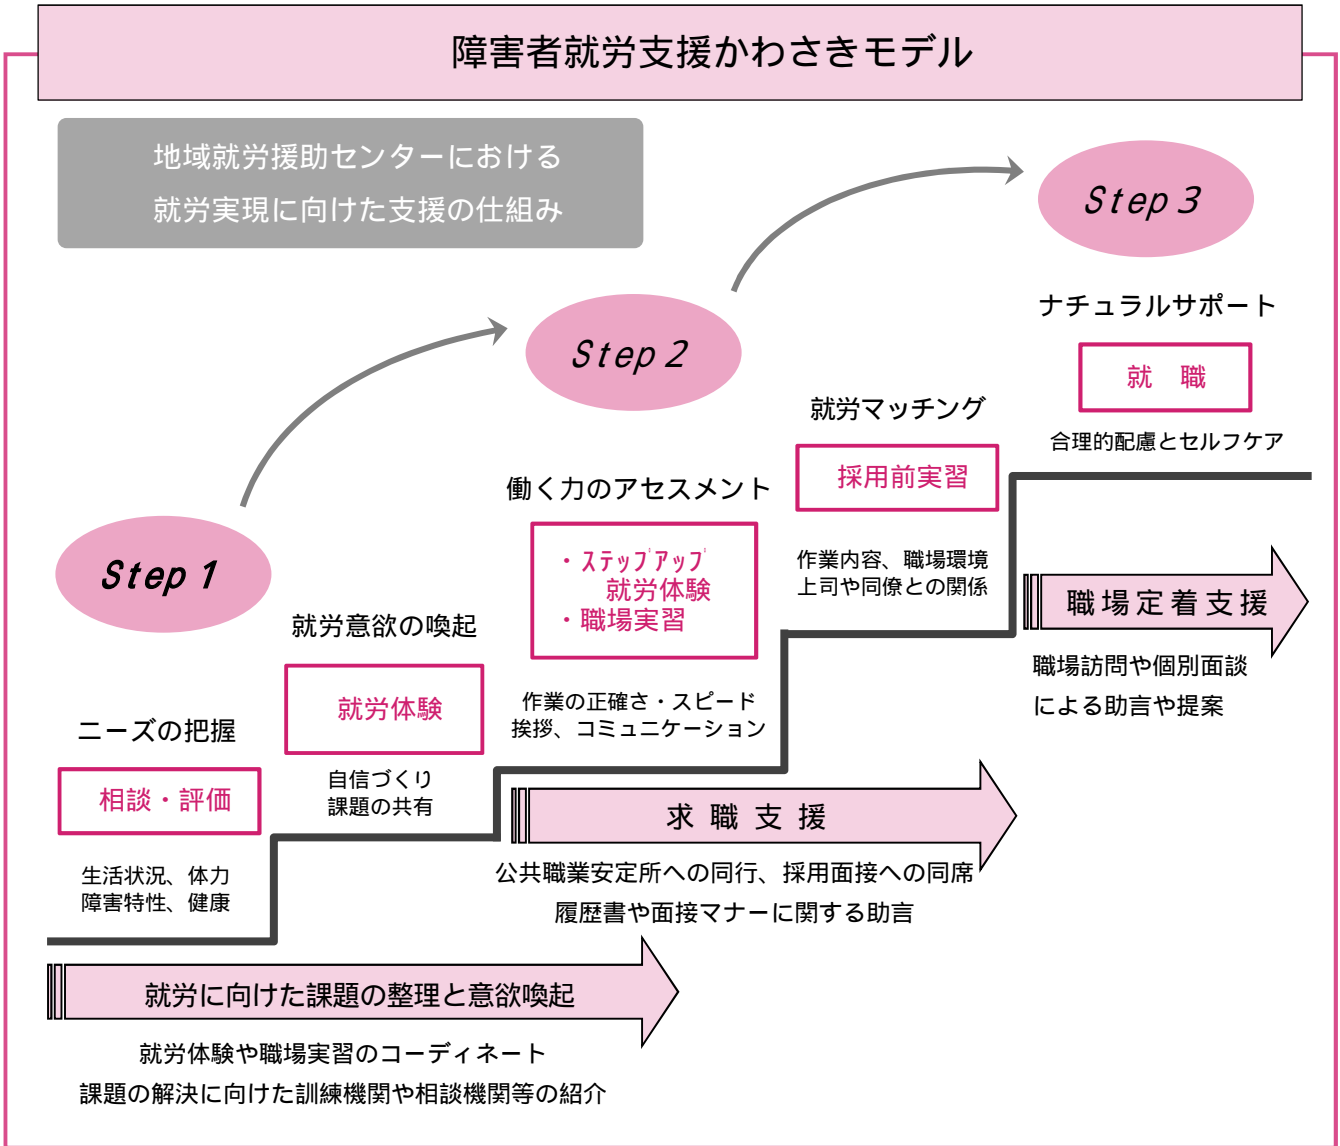 障害者就労支援かわさきモデル
地域就労援助センターにおける
就労実現に向けた支援の仕組み
Step 1
ニーズの把握
相談・評価
生活状況、体力
障害特性、健康
就労意欲の喚起
就労体験
自信づくり
課題の共有
Step 2
働く力のアセスメント
・ｽﾃｯﾌﾟｱｯﾌﾟ
就労体験
・職場実習
作業の正確さ・スピード
挨拶、コミュニケーション
就労マッチング
採用前実習
作業内容、職場環境
上司や同僚との関係
Step 3
ナチュラルサポート
就　職
合理的配慮とセルフケア
職場定着支援
職場訪問や個別面談
による助言や提案
求 職 支 援
公共職業安定所への同行、採用面接への同席
履歴書や面接マナーに関する助言
就労に向けた課題の整理と意欲喚起
就労体験や職場実習のコーディネート
課題の解決に向けた訓練機関や相談機関等の紹介